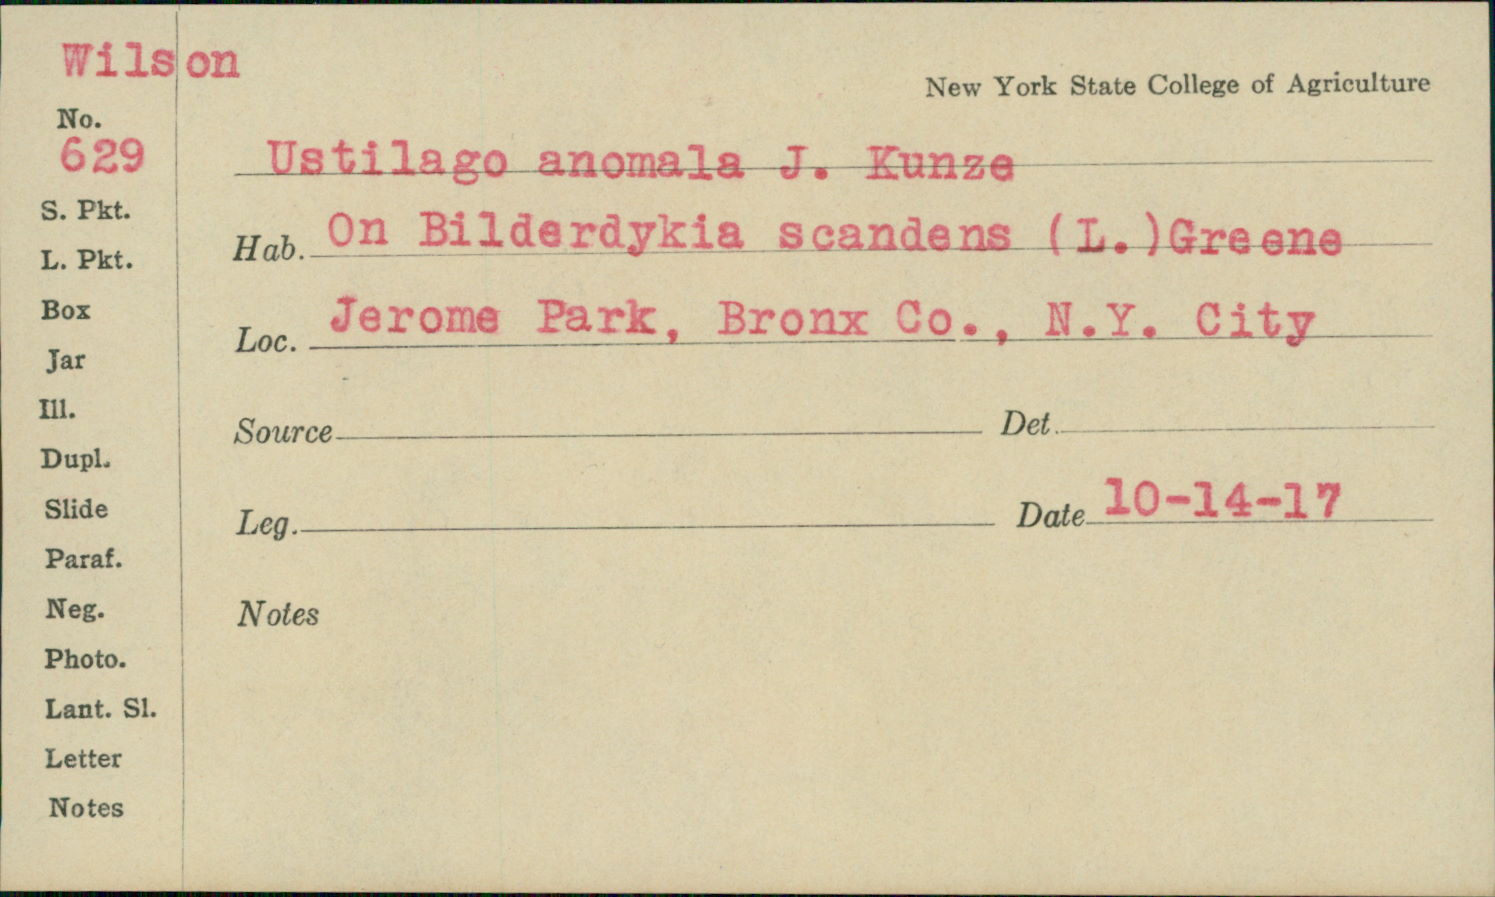 Wilson
New York State College of Agriculture
No.
629
Ustilago anomala J. Kunze
S. Pkt.
Hab. On Bilderdykia scandens (L.)Greene
L. Pkt.
Box
Loc. Jerome Park, Bronx Co., N.Y. City
Jar
Ill.
Source Det.
Dupl.
Slide
Leg. Date 10-14-17
Paraf.
Neg.
Notes
Photo.
Lant. Sl.
Letter
Notes